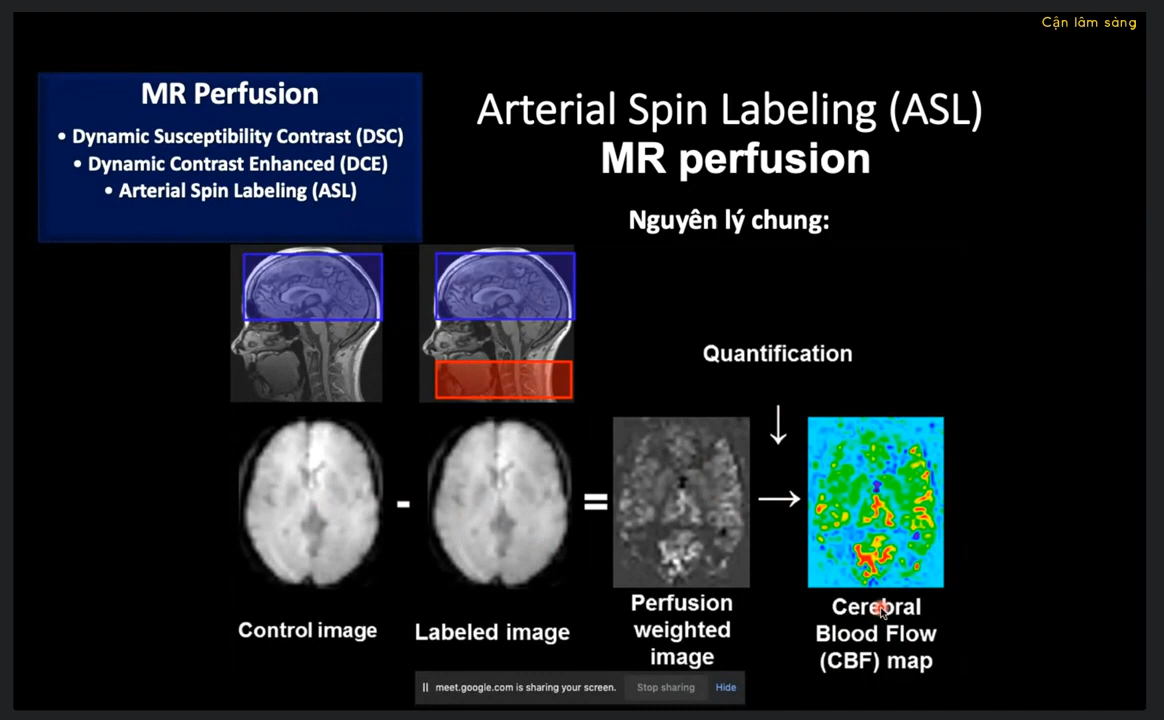 Cận lâm sàng
MR Perfusion
• Dynamic Susceptibility Contrast (DSC)
• Dynamic Contrast Enhanced (DCE)
• Arterial Spin Labeling (ASL)
Arterial Spin Labeling (ASL)
MR perfusion
Nguyên lý chung:
Quantification
Control image
Labeled image
Perfusion
weighted
image
Cerebral
Blood Flow
(CBF) map
meet.google.com is sharing your screen.
Stop sharing
Hide